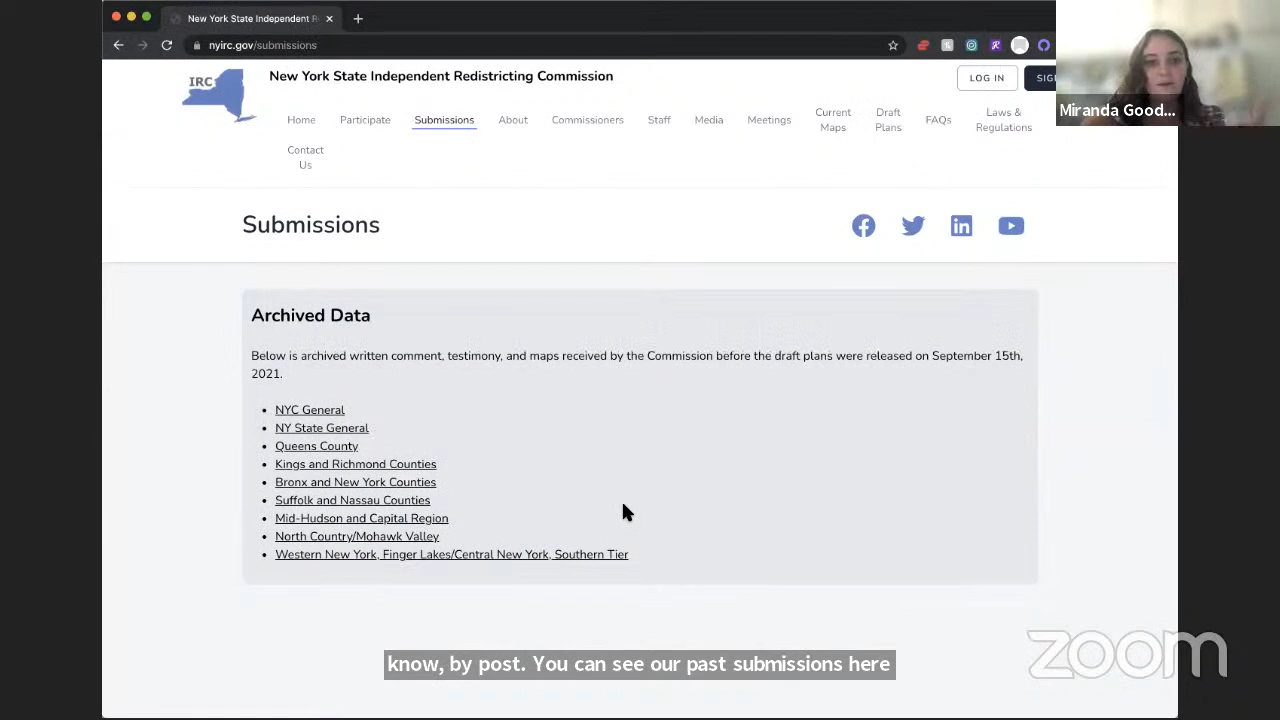 New York State Independent R
nyirc.gov/submissions
IRC
New York State Independent Redistricting Commission
LOG IN
SIG
Miranda Good...
Home
Participate
Submissions
About
Commissioners
Staff
Media
Meetings
Current
Maps
Draft
Plans
FAQs
Laws &
Regulations
Contact
Us
Submissions
Archived Data
Below is archived written comment, testimony, and maps received by the Commission before the draft plans were released on September 15th,
2021.
NYC General
NY State General
Queens County
Kings and Richmond Counties
Bronx and New York Counties
Suffolk and Nassau Counties
Mid-Hudson and Capital Region
North Country/Mohawk Valley
Western New York, Finger Lakes/Central New York, Southern Tier
know, by post. You can see our past submissions here
zoom